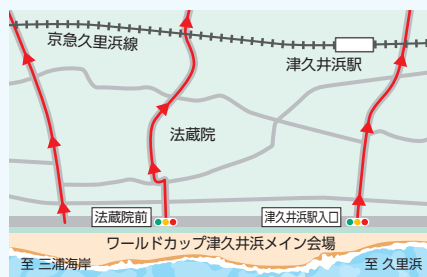 京急久里浜線
津久井浜駅
法蔵院
法蔵院前
津久井浜駅入口
ワールドカップ津久井浜メイン会場
至 三浦海岸
至 久里浜